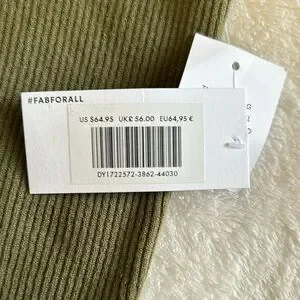 #FABFORALL
US $64.95 UK£ 56.00 EU64,95 €
DY1722572-3862-44030